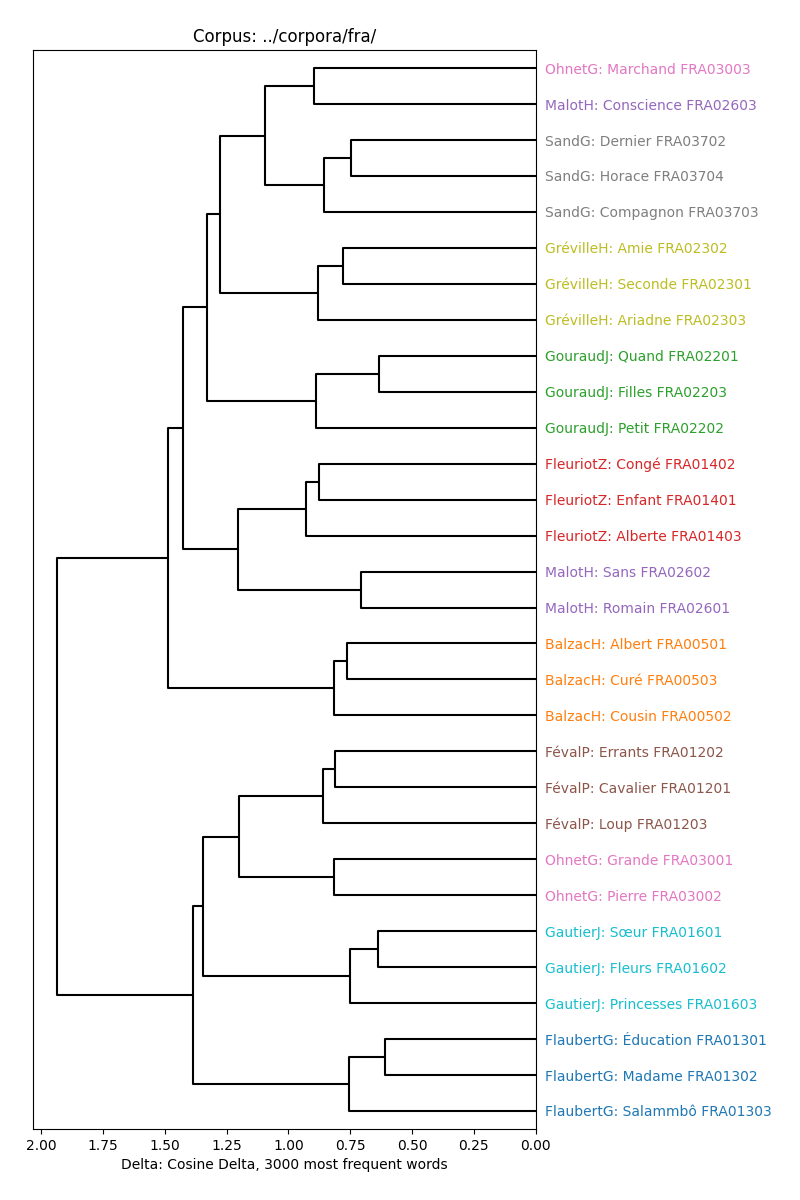 Corpus: ../corpora/fra/
OhnetG: Marchand FRA03003
MalotH: Conscience FRA02603
SandG: Dernier FRA03702
SandG: Horace FRA03704
SandG: Compagnon FRA03703
GrévilleH: Amie FRA02302
GrévilleH: Seconde FRA02301
GrévilleH: Ariadne FRA02303
GouraudJ: Quand FRA02201
GouraudJ: Filles FRA02203
GouraudJ: Petit FRA02202
FleuriotZ: Congé FRA01402
FleuriotZ: Enfant FRA01401
FleuriotZ: Alberte FRA01403
MalotH: Sans FRA02602
MalotH: Romain FRA02601
BalzacH: Albert FRA00501
BalzacH: Curé FRA00503
BalzacH: Cousin FRA00502
FévalP: Errants FRA01202
FévalP: Cavalier FRA01201
FévalP: Loup FRA01203
OhnetG: Grande FRA03001
OhnetG: Pierre FRA03002
GautierJ: Sœur FRA01601
GautierJ: Fleurs FRA01602
GautierJ: Princesses FRA01603
FlaubertG: Éducation FRA01301
FlaubertG: Madame FRA01302
FlaubertG: Salammbô FRA01303
2.00 1.75 1.50 1.25 1.00 0.75 0.50 0.25 0.00
Delta: Cosine Delta, 3000 most frequent words